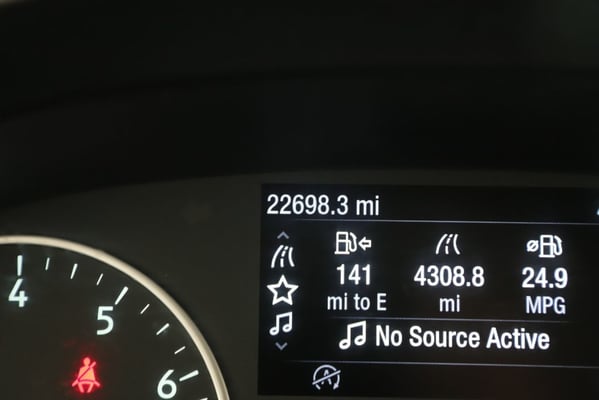 22698.3 mi
141 4308.8 24.9
mi to E mi MPG
No Source Active
4 5 6
A